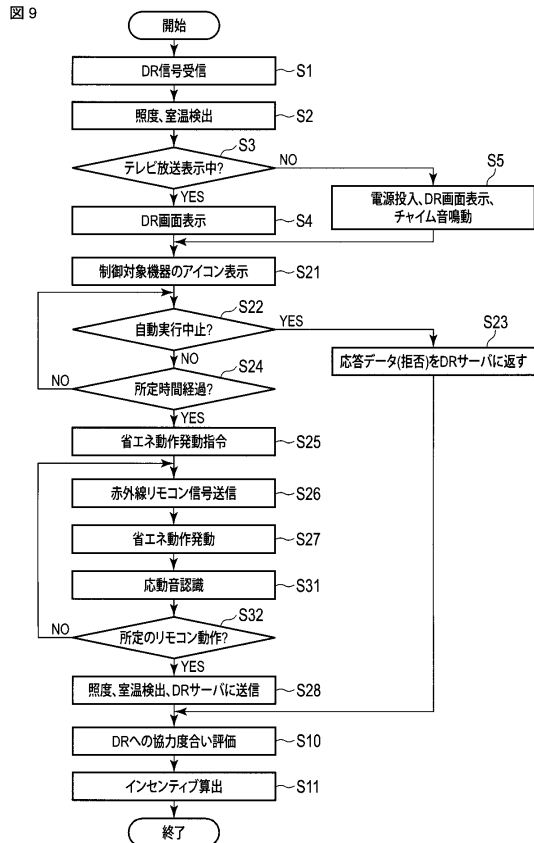 図 9
開始
DR信号受信
S1
照度、室温検出
S2
テレビ放送表示中?
S3
NO
YES
DR画面表示
S4
S5
電源投入、DR画面表示、
チャイム音鳴動
制御対象機器のアイコン表示
S21
自動実行中止?
S22
YES
NO
S23
応答データ(拒否)をDRサーバに返す
所定時間経過?
S24
NO
YES
省エネ動作発動指令
S25
赤外線リモコン信号送信
S26
省エネ動作発動
S27
応動音認識
S31
所定のリモコン動作?
S32
NO
YES
照度、室温検出、DRサーバに送信
S28
DRへの協力度合い評価
S10
インセンティブ算出
S11
終了